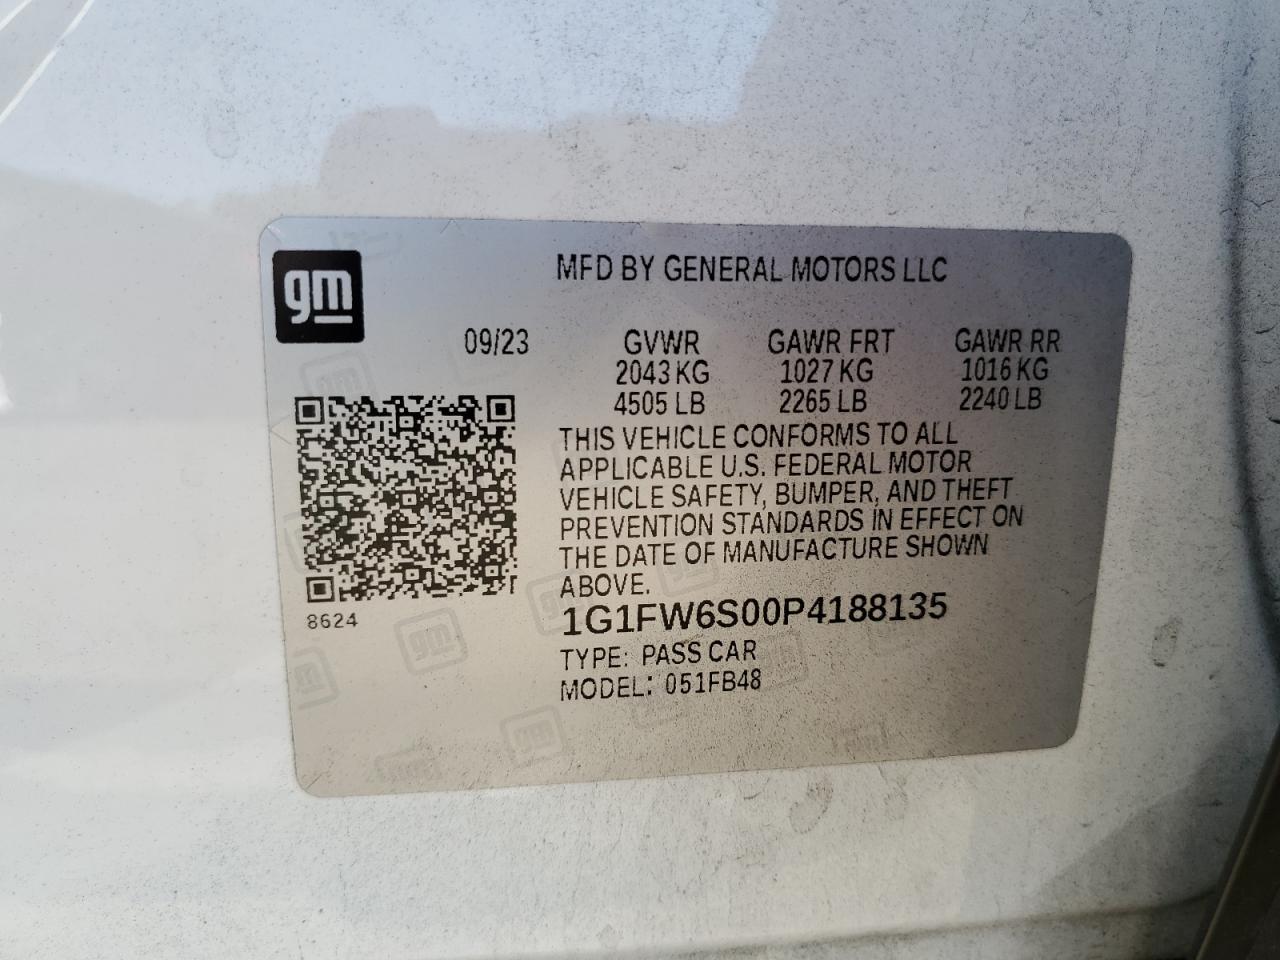 gm
MFD BY GENERAL MOTORS LLC
09/23 GVWR GAWR FRT GAWR RR
2043 KG 1027 KG 1016 KG
4505 LB 2265 LB 2240 LB
THIS VEHICLE CONFORMS TO ALL
APPLICABLE U.S. FEDERAL MOTOR
VEHICLE SAFETY, BUMPER, AND THEFT
PREVENTION STANDARDS IN EFFECT ON
THE DATE OF MANUFACTURE SHOWN
ABOVE.
8624
1G1FW6S00P4188135
TYPE: PASS CAR
MODEL: 051FB48